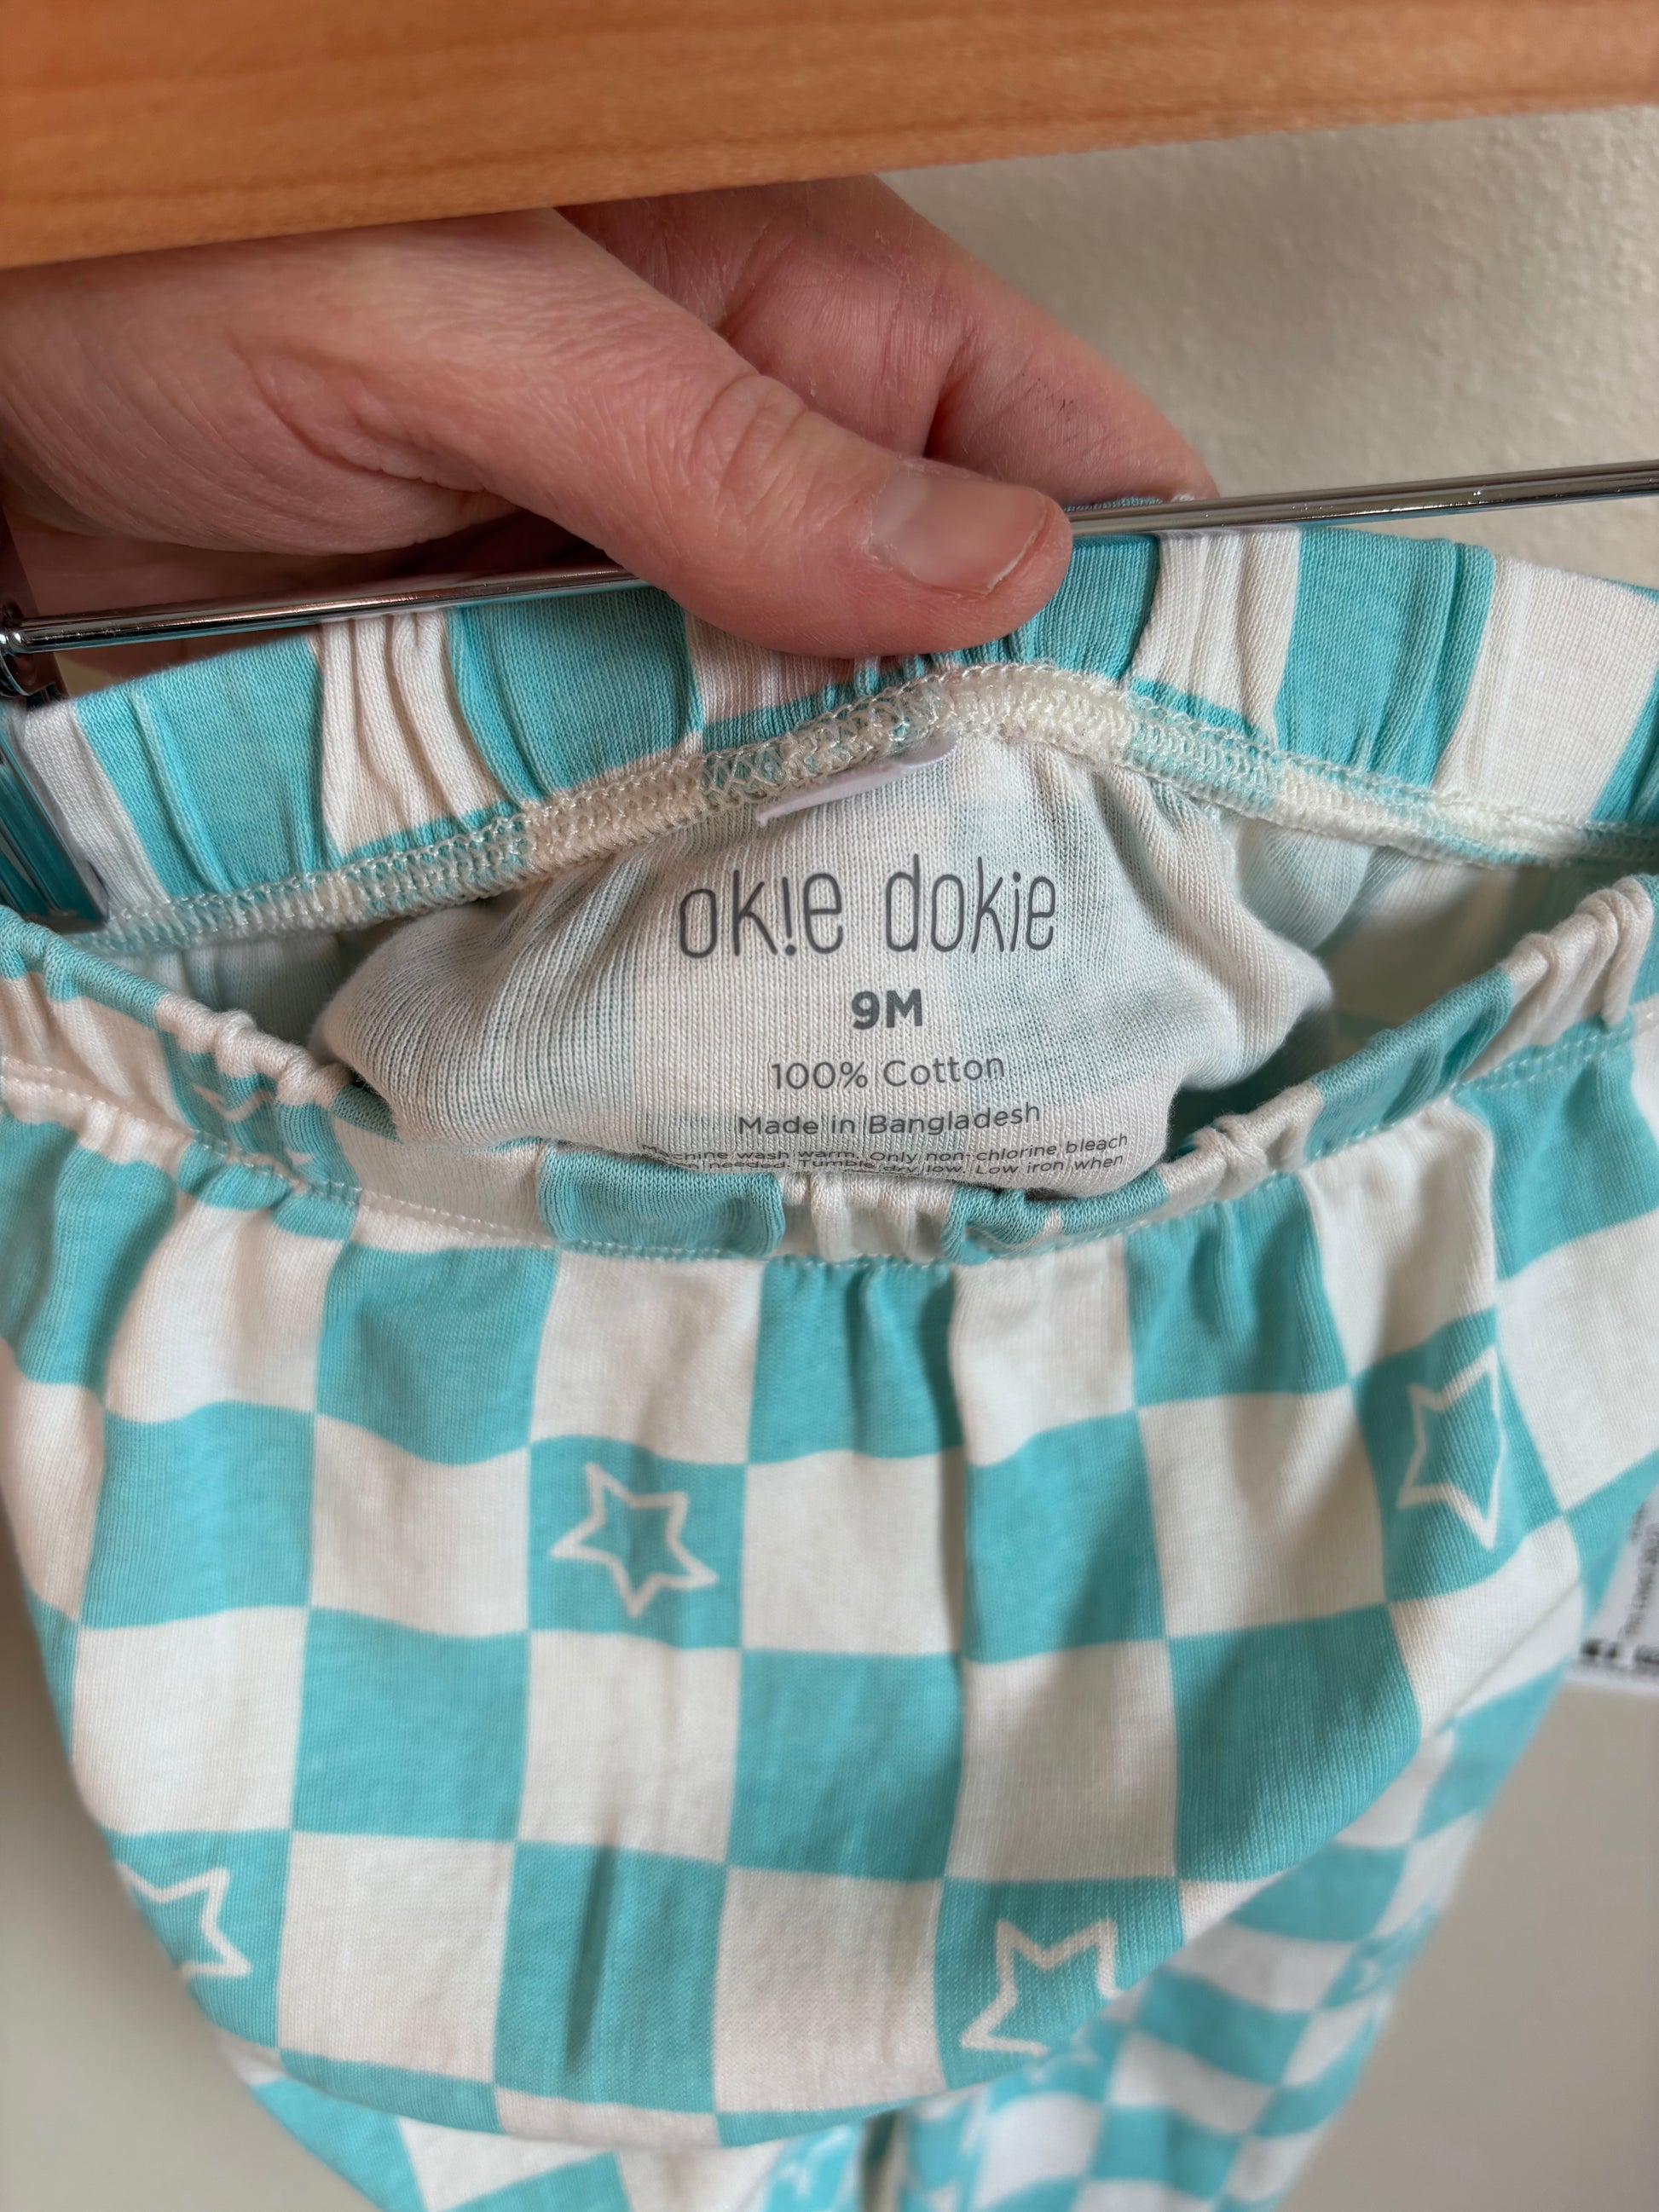 ok!e dokie
9M
100% Cotton
Made in Bangladesh
Machine wash warm. Only non-chlorine bleach
needed. Tumble dry low. Low iron when